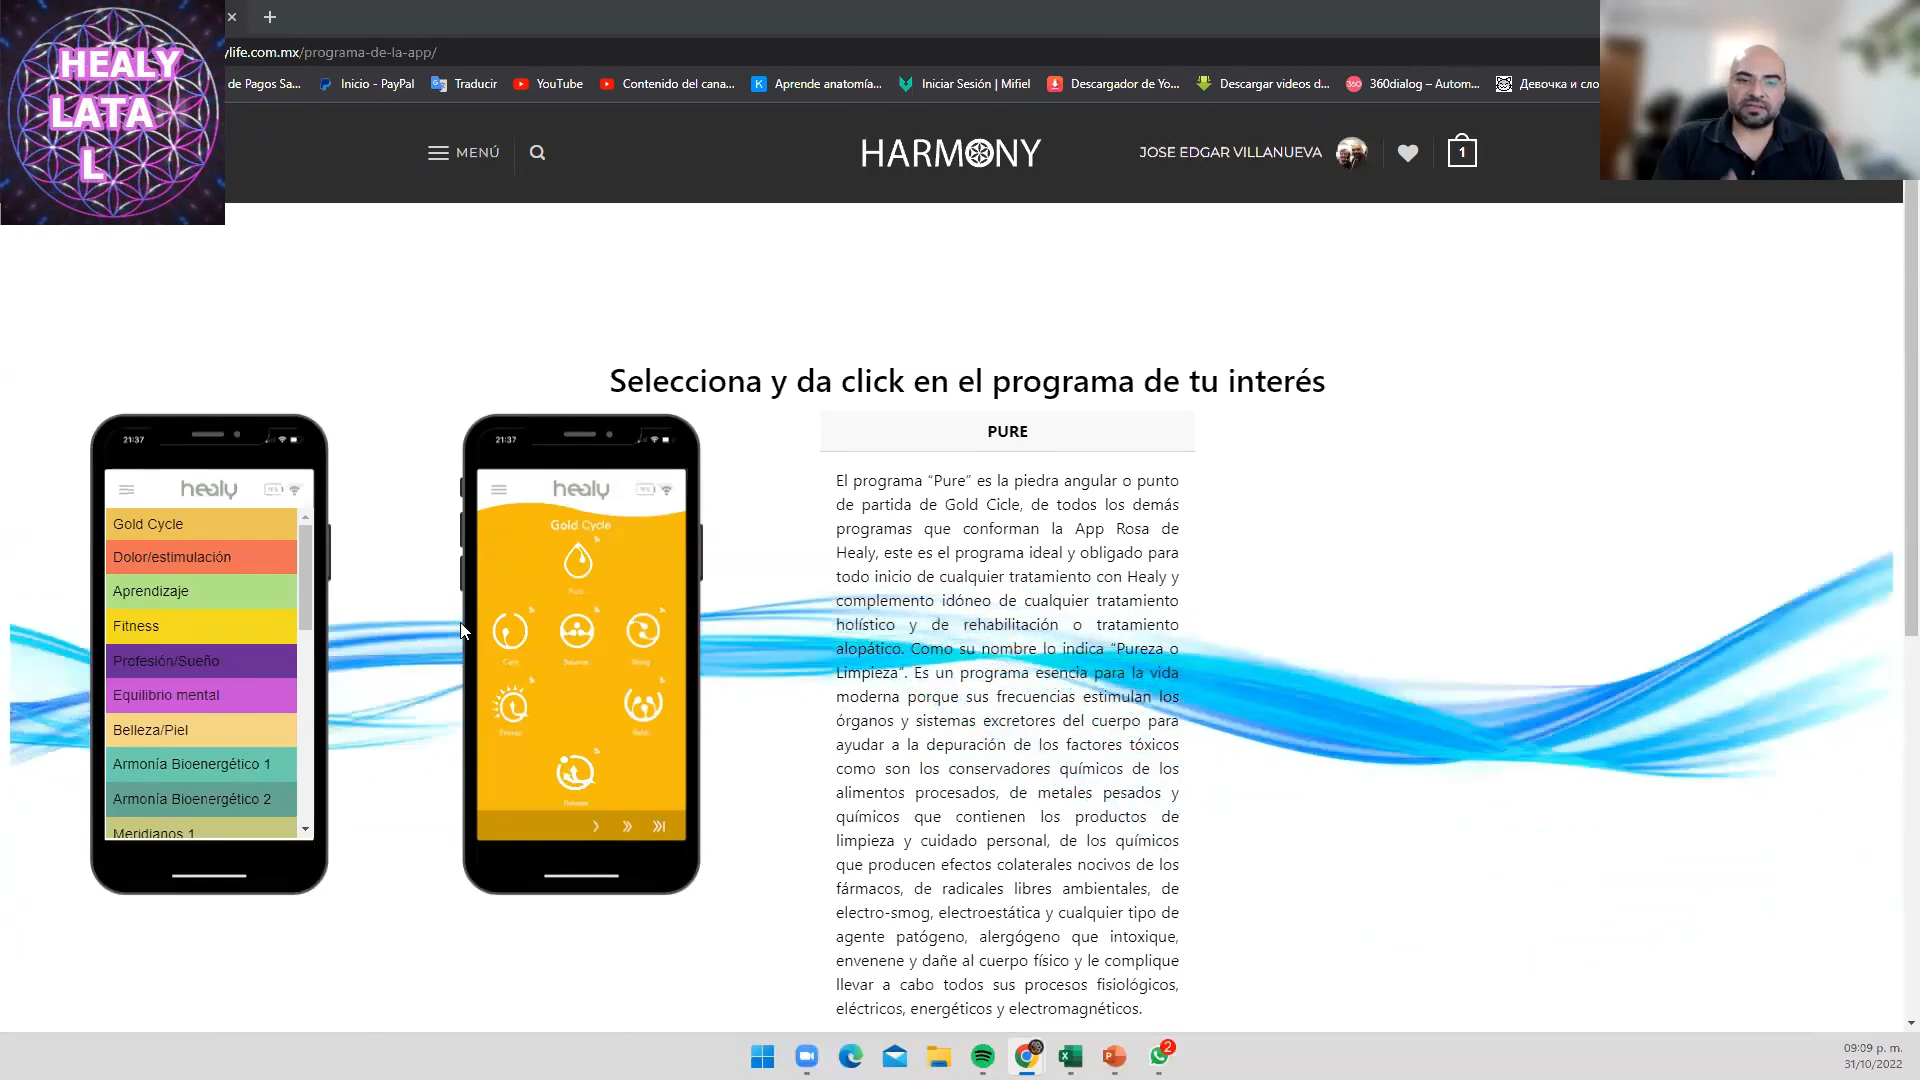 HEALY
LATA
L
ylife.com.mx/programa-de-la-app/
de Pagos Sa...
Inicio - PayPal
Traducir
YouTube
Contenido del cana...
Aprende anatomía...
Iniciar Sesión | Mifiel
Descargador de Yo...
Descargar videos d...
360dialog – Autom...
Девочка и сло
MENÚ
HARMONY
JOSE EDGAR VILLANUEVA
1
Selecciona y da click en el programa de tu interés
21:37
healy
Gold Cycle
Dolor/estimulación
Aprendizaje
Fitness
Profesión/Sueño
Equilibrio mental
Belleza/Piel
Armonía Bioenergético 1
Armonía Bioenergético 2
Meridianos 1
21:37
healy
Gold Cycle
Pure
Care
Balance
Being
Energy
Release
PURE
El programa “Pure” es la piedra angular o punto
de partida de Gold Cicle, de todos los demás
programas que conforman la App Rosa de
Healy, este es el programa ideal y obligado para
todo inicio de cualquier tratamiento con Healy y
complemento idóneo de cualquier tratamiento
holístico y de rehabilitación o tratamiento
alopático. Como su nombre lo indica “Pureza o
Limpieza”. Es un programa esencia para la vida
moderna porque sus frecuencias estimulan los
órganos y sistemas excretores del cuerpo para
ayudar a la depuración de los factores tóxicos
como son los conservadores químicos de los
alimentos procesados, de metales pesados y
químicos que contienen los productos de
limpieza y cuidado personal, de los químicos
que producen efectos colaterales nocivos de los
fármacos, de radicales libres ambientales, de
electro-smog, electroestática y cualquier tipo de
agente patógeno, alergógeno que intoxique,
envenene y dañe al cuerpo físico y le complique
llevar a cabo todos sus procesos fisiológicos,
eléctricos, energéticos y electromagnéticos.
2
09:09 p. m.
31/10/2022